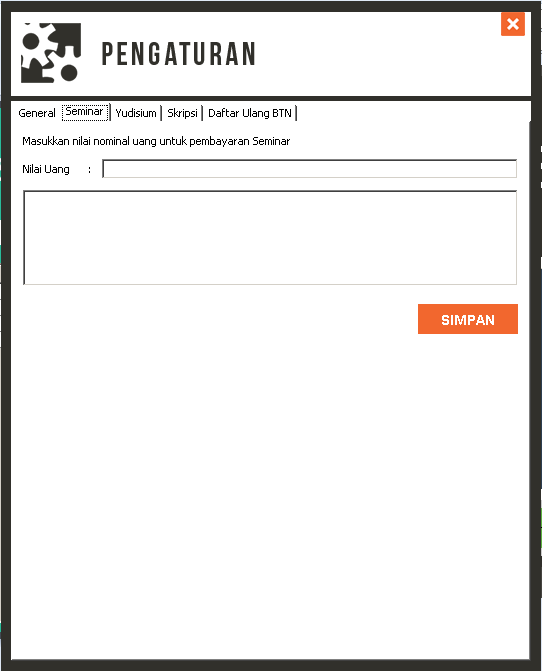 PENGATURAN
General Seminar Yudisium Skripsi Daftar Ulang BTN
Masukkan nilai nominal uang untuk pembayaran Seminar
Nilai Uang :
SIMPAN